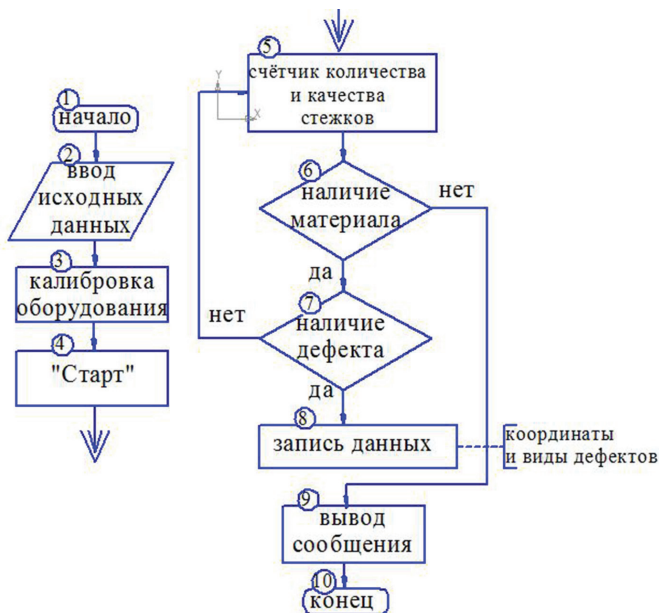 1
начало
2
ввод
исходных
данных
3
калибровка
оборудования
4
"Старт"
5
счётчик количества
и качества
стежков
Y
X
6
наличие
материала
нет
да
7
наличие
дефекта
нет
да
8
запись данных
координаты
и виды дефектов
9
вывод
сообщения
10
конец